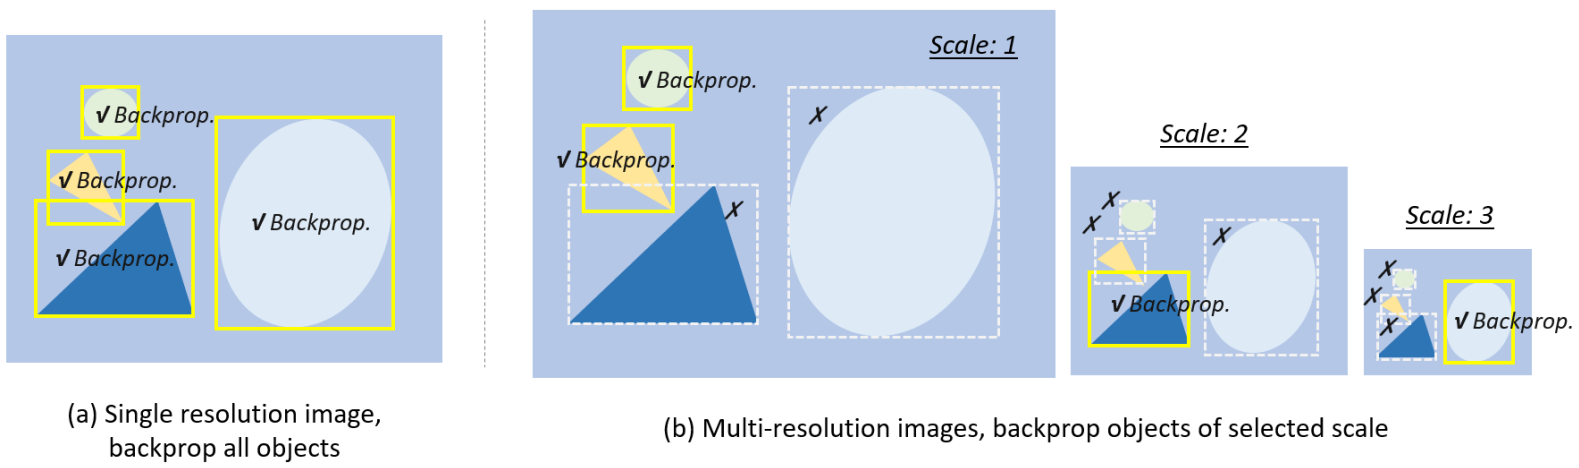 √ Backprop.
√ Backprop.
√ Backprop.
√ Backprop.
(a) Single resolution image,
backprop all objects
Scale: 1
√ Backprop.
✗
√ Backprop.
✗
Scale: 2
✗
✗
✗
√ Backprop.
Scale: 3
✗
✗
✗
√ Backprop.
(b) Multi-resolution images, backprop objects of selected scale